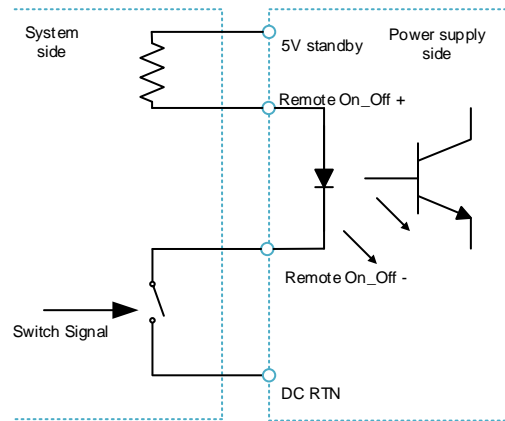 System
side
5V standby
Power supply
side
Remote On_Off +
Remote On_Off -
Switch Signal
DC RTN